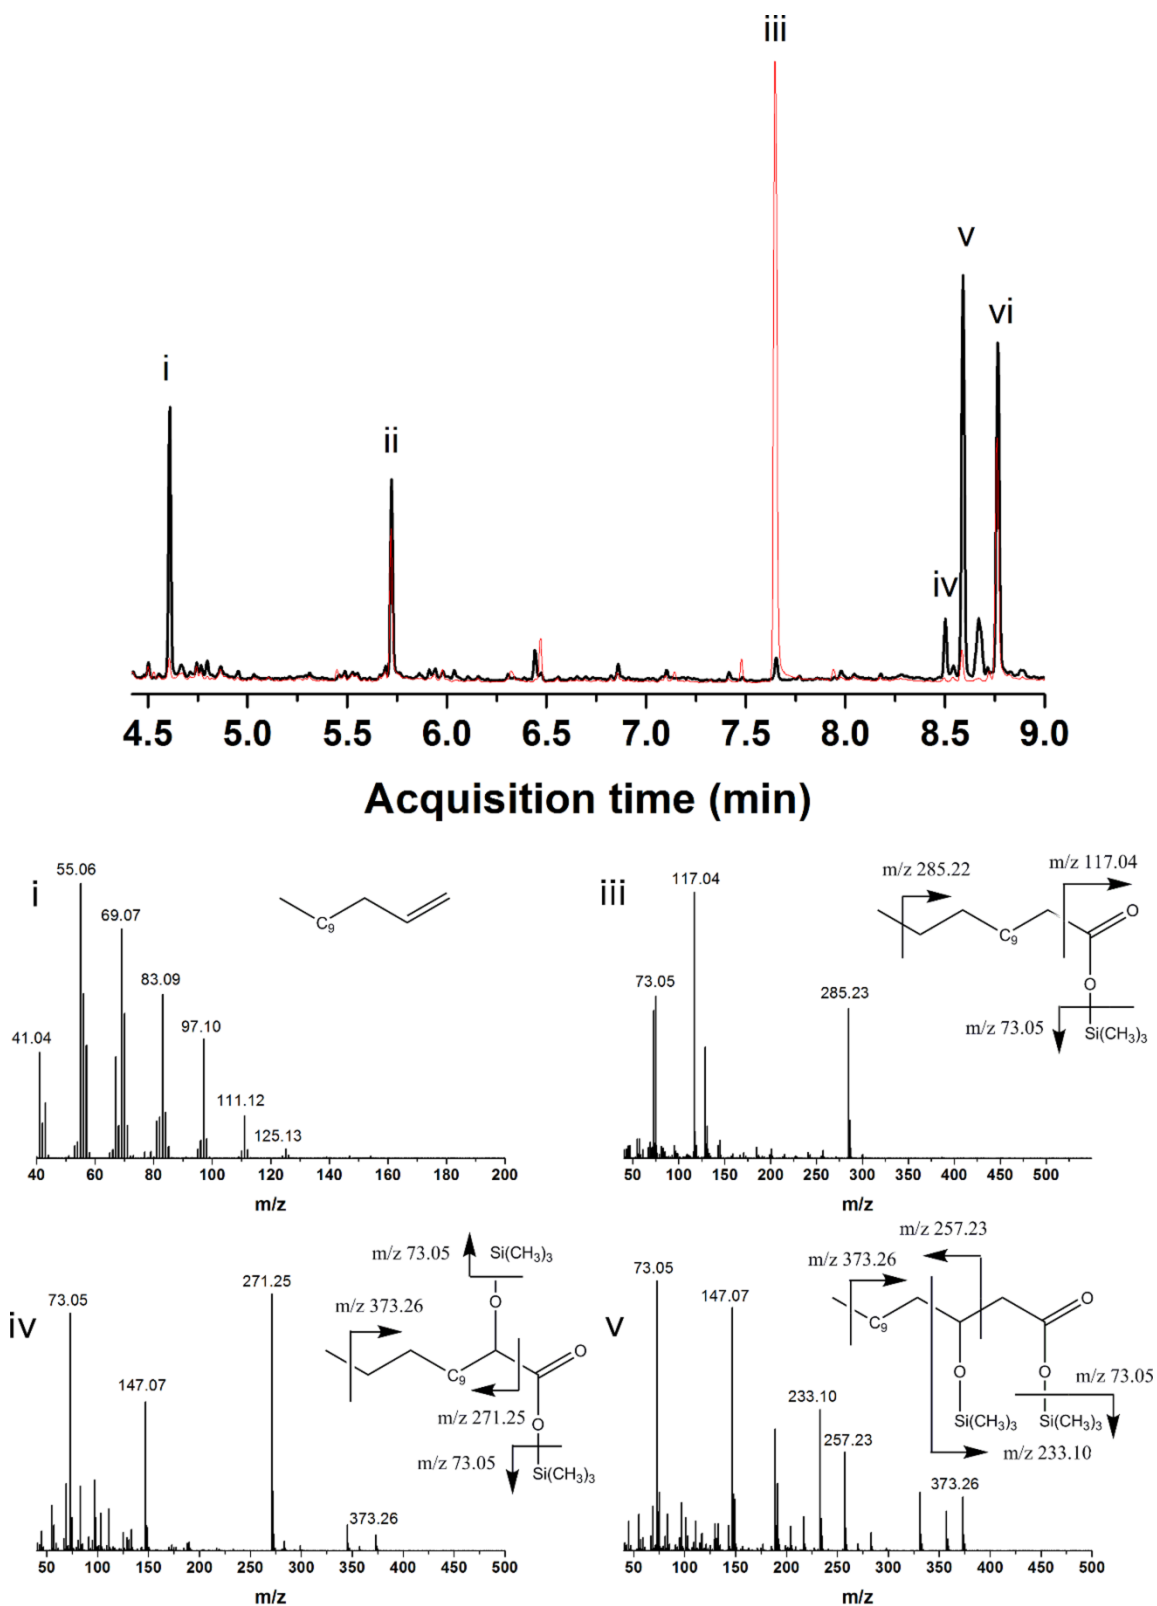 iii
v
vi
i
ii
iv
4.5 5.0 5.5 6.0 6.5 7.0 7.5 8.0 8.5 9.0
Acquisition time (min)
i
55.06
69.07
83.09
41.04
97.10
111.12
125.13
C9
40 60 80 100 120 140 160 180 200
m/z
iii
117.04
73.05
285.23
m/z 285.22
m/z 117.04
C9
O
O
m/z 73.05
Si(CH3)3
50 100 150 200 250 300 350 400 450 500
m/z
iv
73.05
271.25
147.07
373.26
m/z 73.05
Si(CH3)3
m/z 373.26
O
C9
O
m/z 271.25
O
m/z 73.05
Si(CH3)3
50 100 150 200 250 300 350 400 450 500
m/z
v
73.05
147.07
233.10
257.23
373.26
m/z 257.23
m/z 373.26
C9
O
O
O
m/z 73.05
Si(CH3)3
Si(CH3)3
m/z 233.10
50 100 150 200 250 300 350 400 450 500
m/z